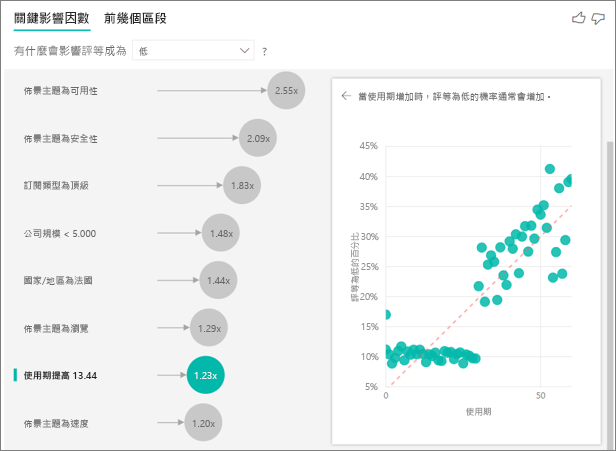 關鍵影響因數 前幾個區段
有什麼會影響評等成為 低 ?
佈景主題為可用性 2.55x
佈景主題為安全性 2.09x
訂閱類型為頂級 1.83x
公司規模 < 5.000 1.48x
國家/地區為法國 1.44x
佈景主題為瀏覽 1.29x
使用期提高 13.44 1.23x
佈景主題為速度 1.20x
當使用期增加時，評等為低的機率通常會增加。
評等為低的百分比
45%
40%
35%
30%
25%
20%
15%
10%
5%
0 50
使用期